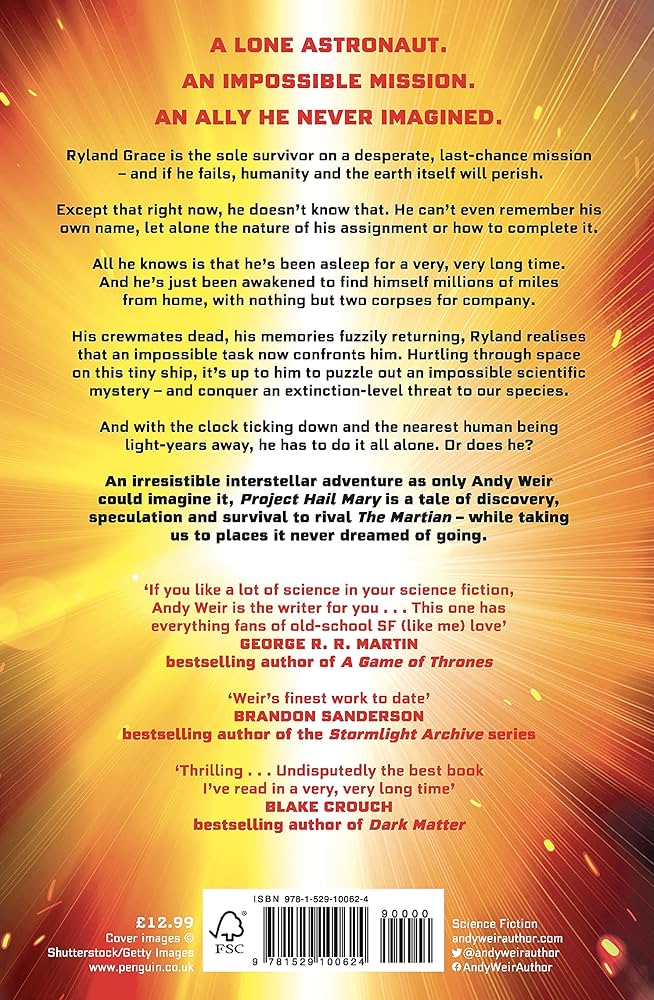 A LONE ASTRONAUT.
AN IMPOSSIBLE MISSION.
AN ALLY HE NEVER IMAGINED.
Ryland Grace is the sole survivor on a desperate, last-chance mission
– and if he fails, humanity and the earth itself will perish.
Except that right now, he doesn’t know that. He can’t even remember his
own name, let alone the nature of his assignment or how to complete it.
All he knows is that he’s been asleep for a very, very long time.
And he’s just been awakened to find himself millions of miles
from home, with nothing but two corpses for company.
His crewmates dead, his memories fuzzily returning, Ryland realises
that an impossible task now confronts him. Hurtling through space
on this tiny ship, it’s up to him to puzzle out an impossible scientific
mystery – and conquer an extinction-level threat to our species.
And with the clock ticking down and the nearest human being
light-years away, he has to do it all alone. Or does he?
An irresistible interstellar adventure as only Andy Weir
could imagine it, Project Hail Mary is a tale of discovery,
speculation and survival to rival The Martian – while taking
us to places it never dreamed of going.
‘If you like a lot of science in your science fiction,
Andy Weir is the writer for you . . . This one has
everything fans of old-school SF (like me) love’
GEORGE R. R. MARTIN
bestselling author of A Game of Thrones
‘Weir’s finest work to date’
BRANDON SANDERSON
bestselling author of the Stormlight Archive series
‘Thrilling . . . Undisputedly the best book
I’ve read in a very, very long time’
BLAKE CROUCH
bestselling author of Dark Matter
£12.99
Cover images ©
Shutterstock/Getty Images
www.penguin.co.uk
FSC
ISBN 978-1-529-10062-4
90000
9 781529 100624
Science Fiction
andyweirauthor.com
@andyweirauthor
AndyWeirAuthor